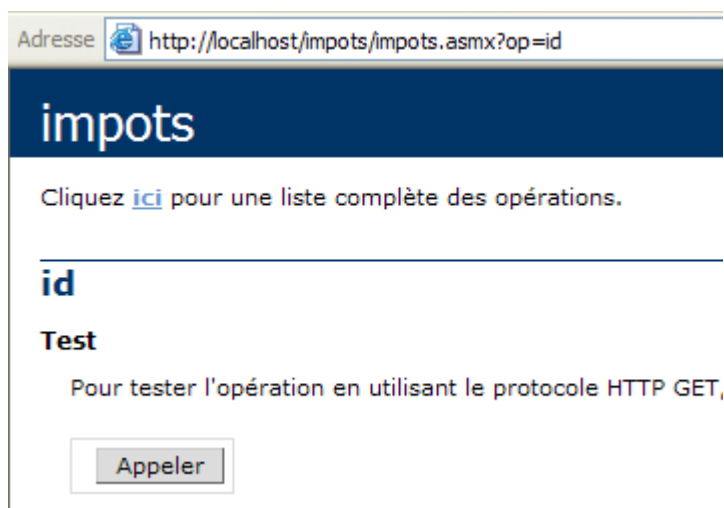 Adresse http://localhost/impots/impots.asmx?op=id
impots
Cliquez ici pour une liste complète des opérations.
id
Test
Pour tester l'opération en utilisant le protocole HTTP GET,
Appeler